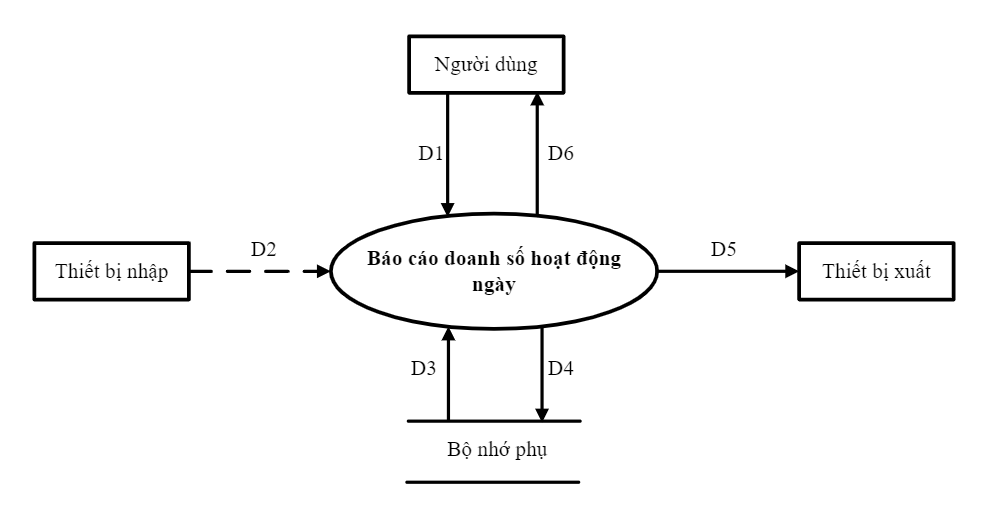 Người dùng
D1
D6
Thiết bị nhập
D2
Báo cáo doanh số hoạt động
ngày
D5
Thiết bị xuất
D3
D4
Bộ nhớ phụ